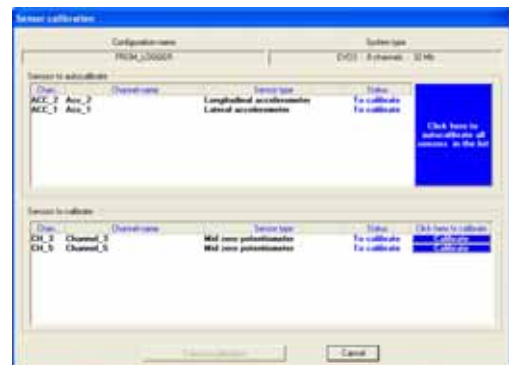 Sensor calibration
Configuration name System type
FROM_LOGGER EVO3 8 channels 32 Mb
Sensors to autocalibrate
Chan... Channel name Sensor type Status
ACC_2 Acc_2 Longitudinal accelerometer To calibrate
ACC_1 Acc_1 Lateral accelerometer To calibrate
Click here to
autocalibrate all
sensors in the list
Sensors to calibrate
Chan... Channel name Sensor type Status Click here to calibrate
CH_3 Channel_3 Mid zero potentiometer To calibrate Calibrate
CH_5 Channel_5 Mid zero potentiometer To calibrate Calibrate
Cancel